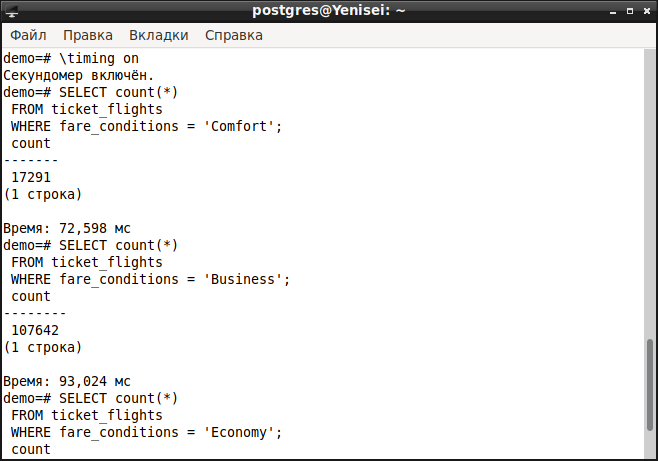 postgres@Yenisei: ~
Файл Правка Вкладки Справка
demo=# \timing on
Секундомер включён.
demo=# SELECT count(*)
 FROM ticket_flights
 WHERE fare_conditions = 'Comfort';
 count
-------
 17291
(1 строка)

Время: 72,598 мс
demo=# SELECT count(*)
 FROM ticket_flights
 WHERE fare_conditions = 'Business';
 count
--------
 107642
(1 строка)

Время: 93,024 мс
demo=# SELECT count(*)
 FROM ticket_flights
 WHERE fare_conditions = 'Economy';
 count